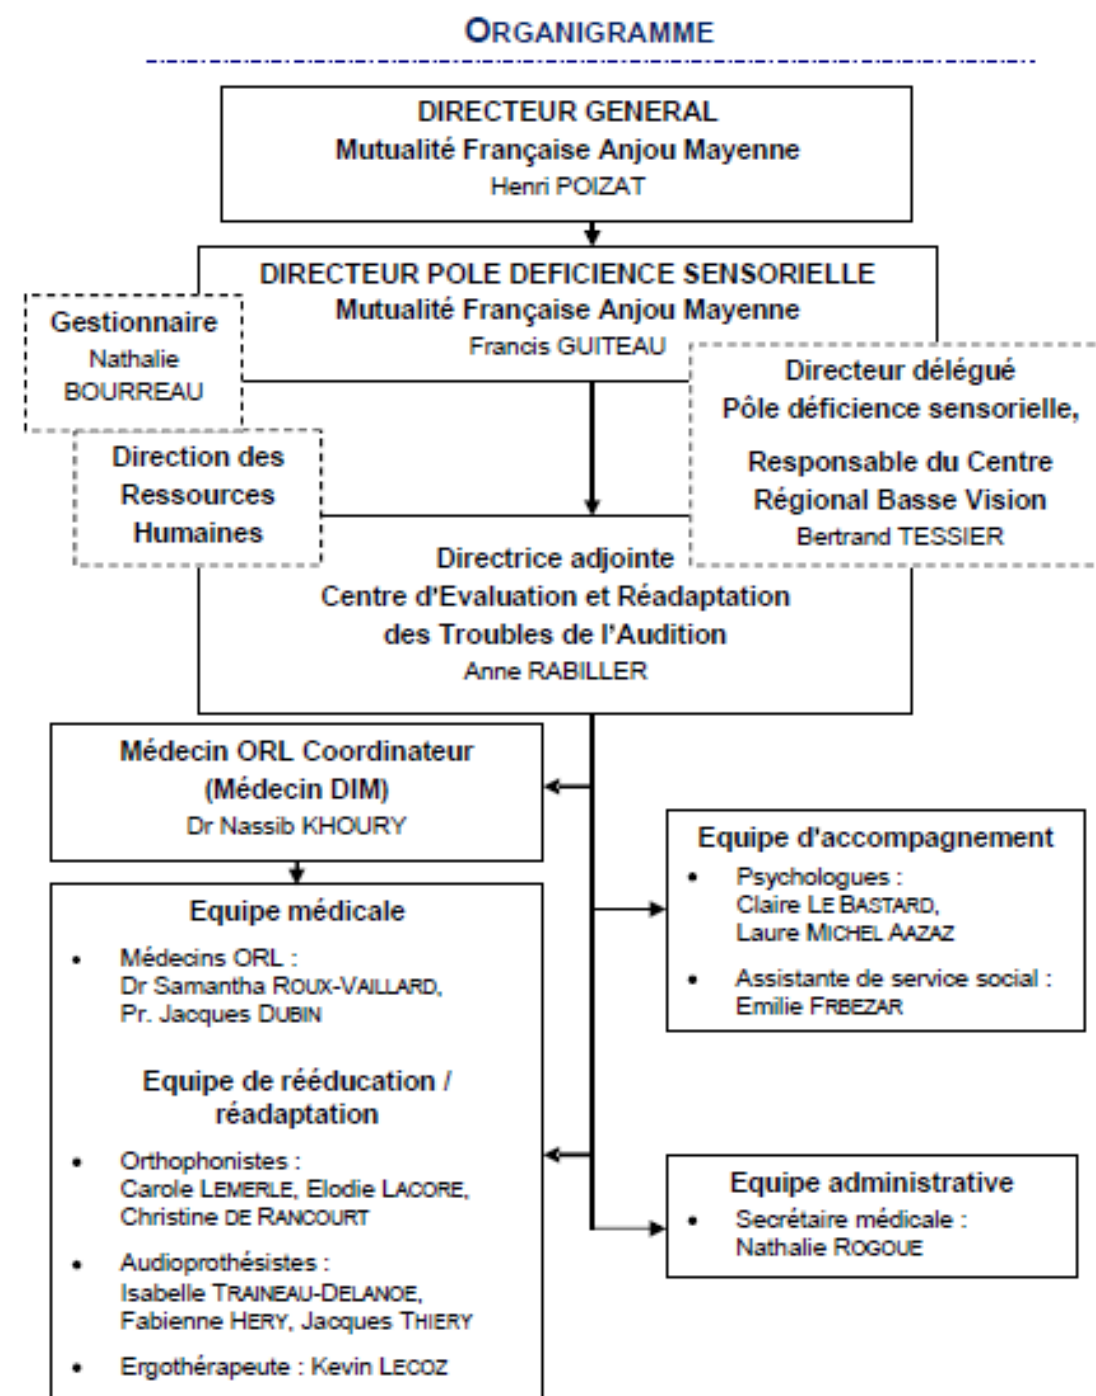 ORGANIGRAMME
DIRECTEUR GENERAL
Mutualité Française Anjou Mayenne
Henri POIZAT
DIRECTEUR POLE DEFICIENCE SENSORIELLE
Mutualité Française Anjou Mayenne
Francis GUITEAU
Gestionnaire
Nathalie
BOURREAU
Directeur délégué
Pôle déficience sensorielle,
Responsable du Centre
Régional Basse Vision
Bertrand TESSIER
Direction des
Ressources
Humaines
Directrice adjointe
Centre d'Evaluation et Réadaptation
des Troubles de l'Audition
Anne RABILLER
Médecin ORL Coordinateur
(Médecin DIM)
Dr Nassib KHOURY
Equipe médicale
• Médecins ORL :
Dr Samantha ROUX-VAILLARD,
Pr. Jacques DUBIN
Equipe de rééducation /
réadaptation
• Orthophonistes :
Carole LEMERLE, Elodie LACORE,
Christine DE RANCOURT
• Audioprothésistes :
Isabelle TRAINEAU-DELANOE,
Fabienne HERY, Jacques THIERY
• Ergothérapeute : Kevin LECOZ
Equipe d'accompagnement
• Psychologues :
Claire LE BASTARD,
Laure MICHEL AAZAZ
• Assistante de service social :
Emilie FRBEZAR
Equipe administrative
• Secrétaire médicale :
Nathalie ROGOUE